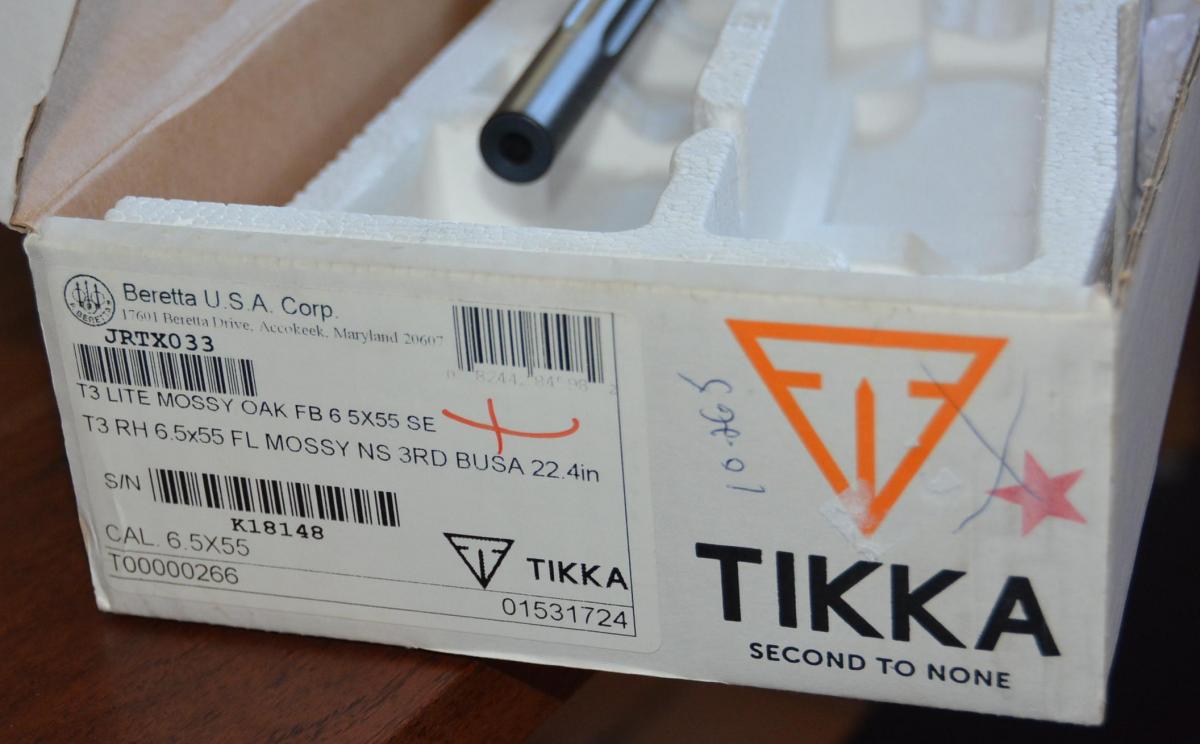 Beretta U.S.A. Corp.
17601 Beretta Drive, Accokeek, Maryland 20607
BERETTA
JRTX033
T3 LITE MOSSY OAK FB 6 5X55 SE
T3 RH 6.5x55 FL MOSSY NS 3RD BUSA 22.4in
S/N
K18148
CAL. 6.5X55
T00000266
TIKKA
01531724
10265
TIKKA
SECOND TO NONE